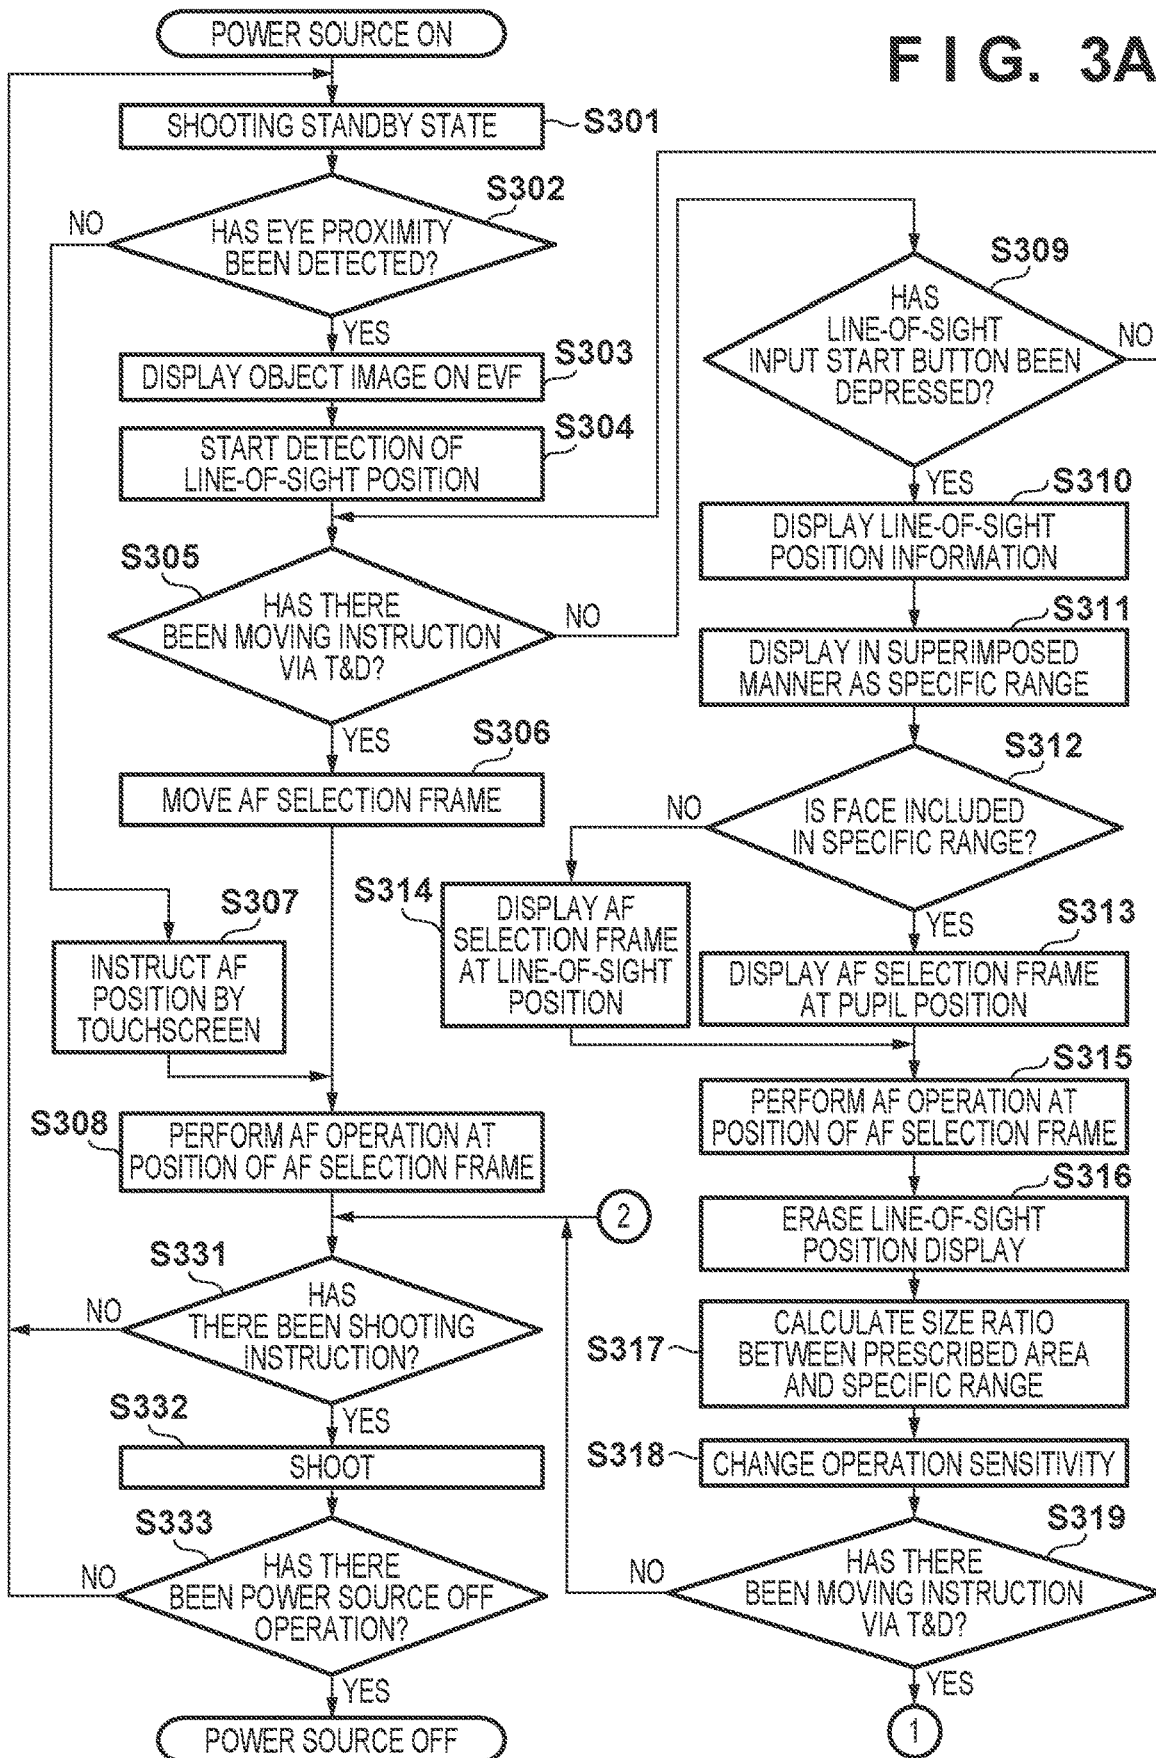 FIG. 3A
POWER SOURCE ON
SHOOTING STANDBY STATE
S301
S302
NO
HAS EYE PROXIMITY
BEEN DETECTED?
YES
S303
DISPLAY OBJECT IMAGE ON EVF
S304
START DETECTION OF
LINE-OF-SIGHT POSITION
S305
HAS THERE
BEEN MOVING INSTRUCTION
VIA T&D?
NO
YES
S306
MOVE AF SELECTION FRAME
S307
INSTRUCT AF
POSITION BY
TOUCHSCREEN
S308
PERFORM AF OPERATION AT
POSITION OF AF SELECTION FRAME
2
S331
NO
HAS
THERE BEEN SHOOTING
INSTRUCTION?
YES
S332
SHOOT
S333
NO
HAS THERE
BEEN POWER SOURCE OFF
OPERATION?
YES
POWER SOURCE OFF
S309
HAS
LINE-OF-SIGHT
INPUT START BUTTON BEEN
DEPRESSED?
NO
YES
S310
DISPLAY LINE-OF-SIGHT
POSITION INFORMATION
S311
DISPLAY IN SUPERIMPOSED
MANNER AS SPECIFIC RANGE
S312
NO
IS FACE INCLUDED
IN SPECIFIC RANGE?
YES
S314
DISPLAY AF
SELECTION FRAME
AT LINE-OF-SIGHT
POSITION
S313
DISPLAY AF SELECTION FRAME
AT PUPIL POSITION
S315
PERFORM AF OPERATION AT
POSITION OF AF SELECTION FRAME
S316
ERASE LINE-OF-SIGHT
POSITION DISPLAY
S317
CALCULATE SIZE RATIO
BETWEEN PRESCRIBED AREA
AND SPECIFIC RANGE
S318
CHANGE OPERATION SENSITIVITY
S319
NO
HAS THERE
BEEN MOVING INSTRUCTION
VIA T&D?
YES
1